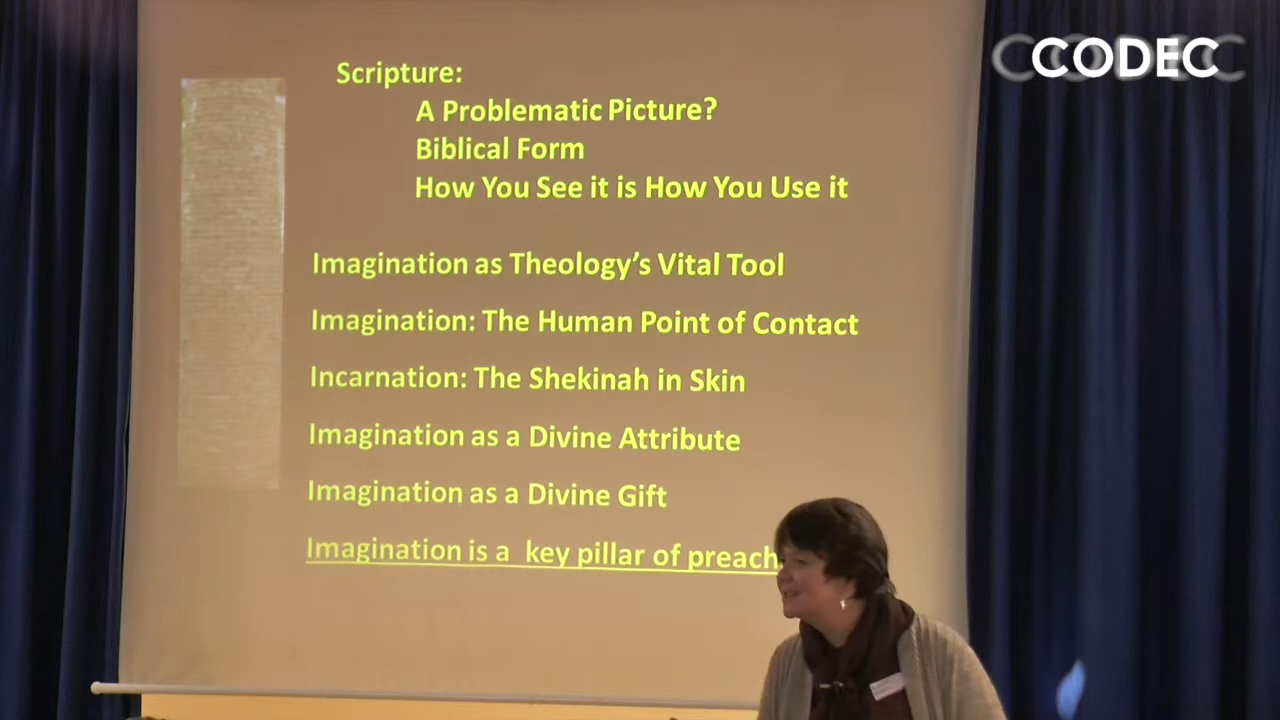 CODEC
Scripture:
A Problematic Picture?
Biblical Form
How You See it is How You Use it
Imagination as Theology's Vital Tool
Imagination: The Human Point of Contact
Incarnation: The Shekinah in Skin
Imagination as a Divine Attribute
Imagination as a Divine Gift
Imagination is a key pillar of preach